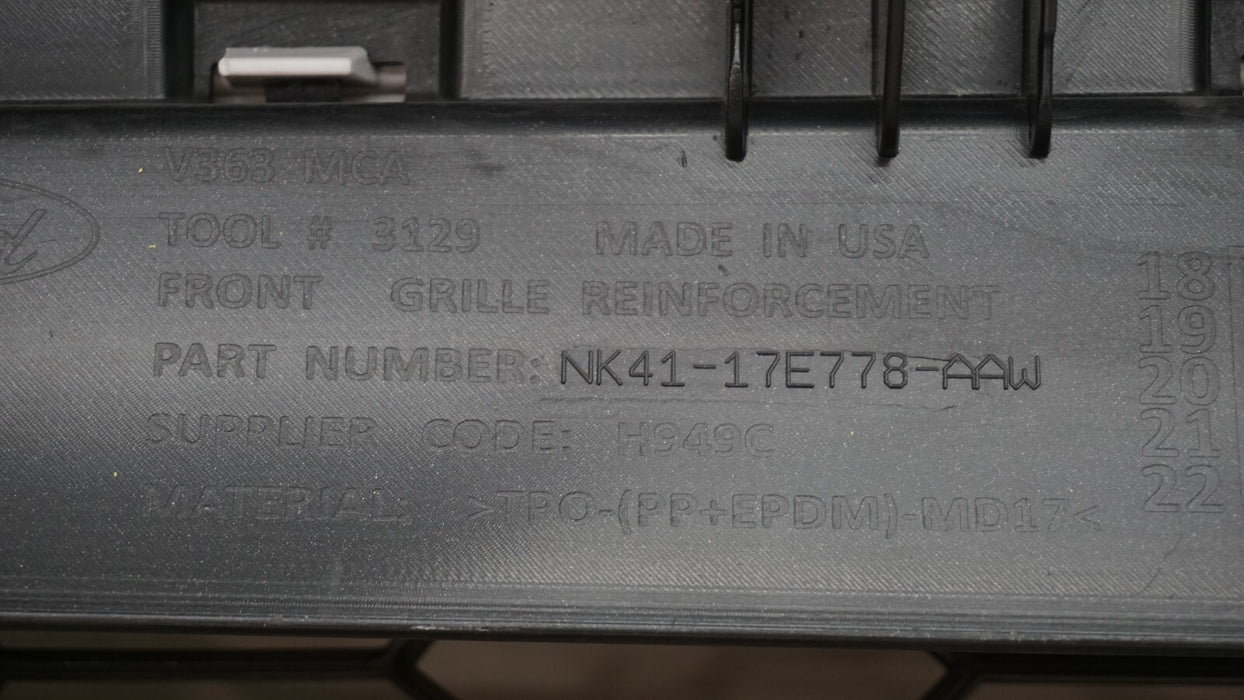 V363 MCA
TOOL # 3129 MADE IN USA
FRONT GRILLE REINFORCEMENT
PART NUMBER: NK41-17E778-AAW
SUPPLIER CODE: H949C
MATERIAL: >TPO-(PP+EPDM)-MD17<
18
19
20
21
22